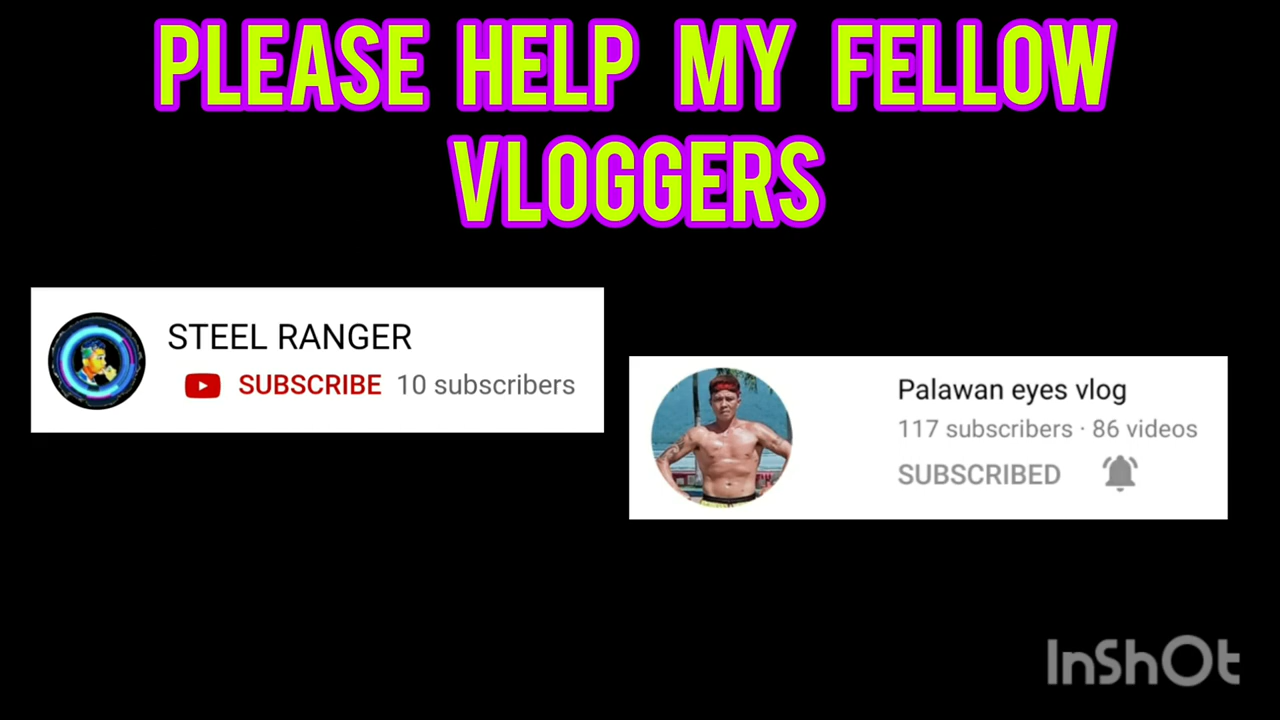 PLEASE HELP MY FELLOW
VLOGGERS
STEEL RANGER
SUBSCRIBE 10 subscribers
Palawan eyes vlog
117 subscribers · 86 videos
SUBSCRIBED
InShOt